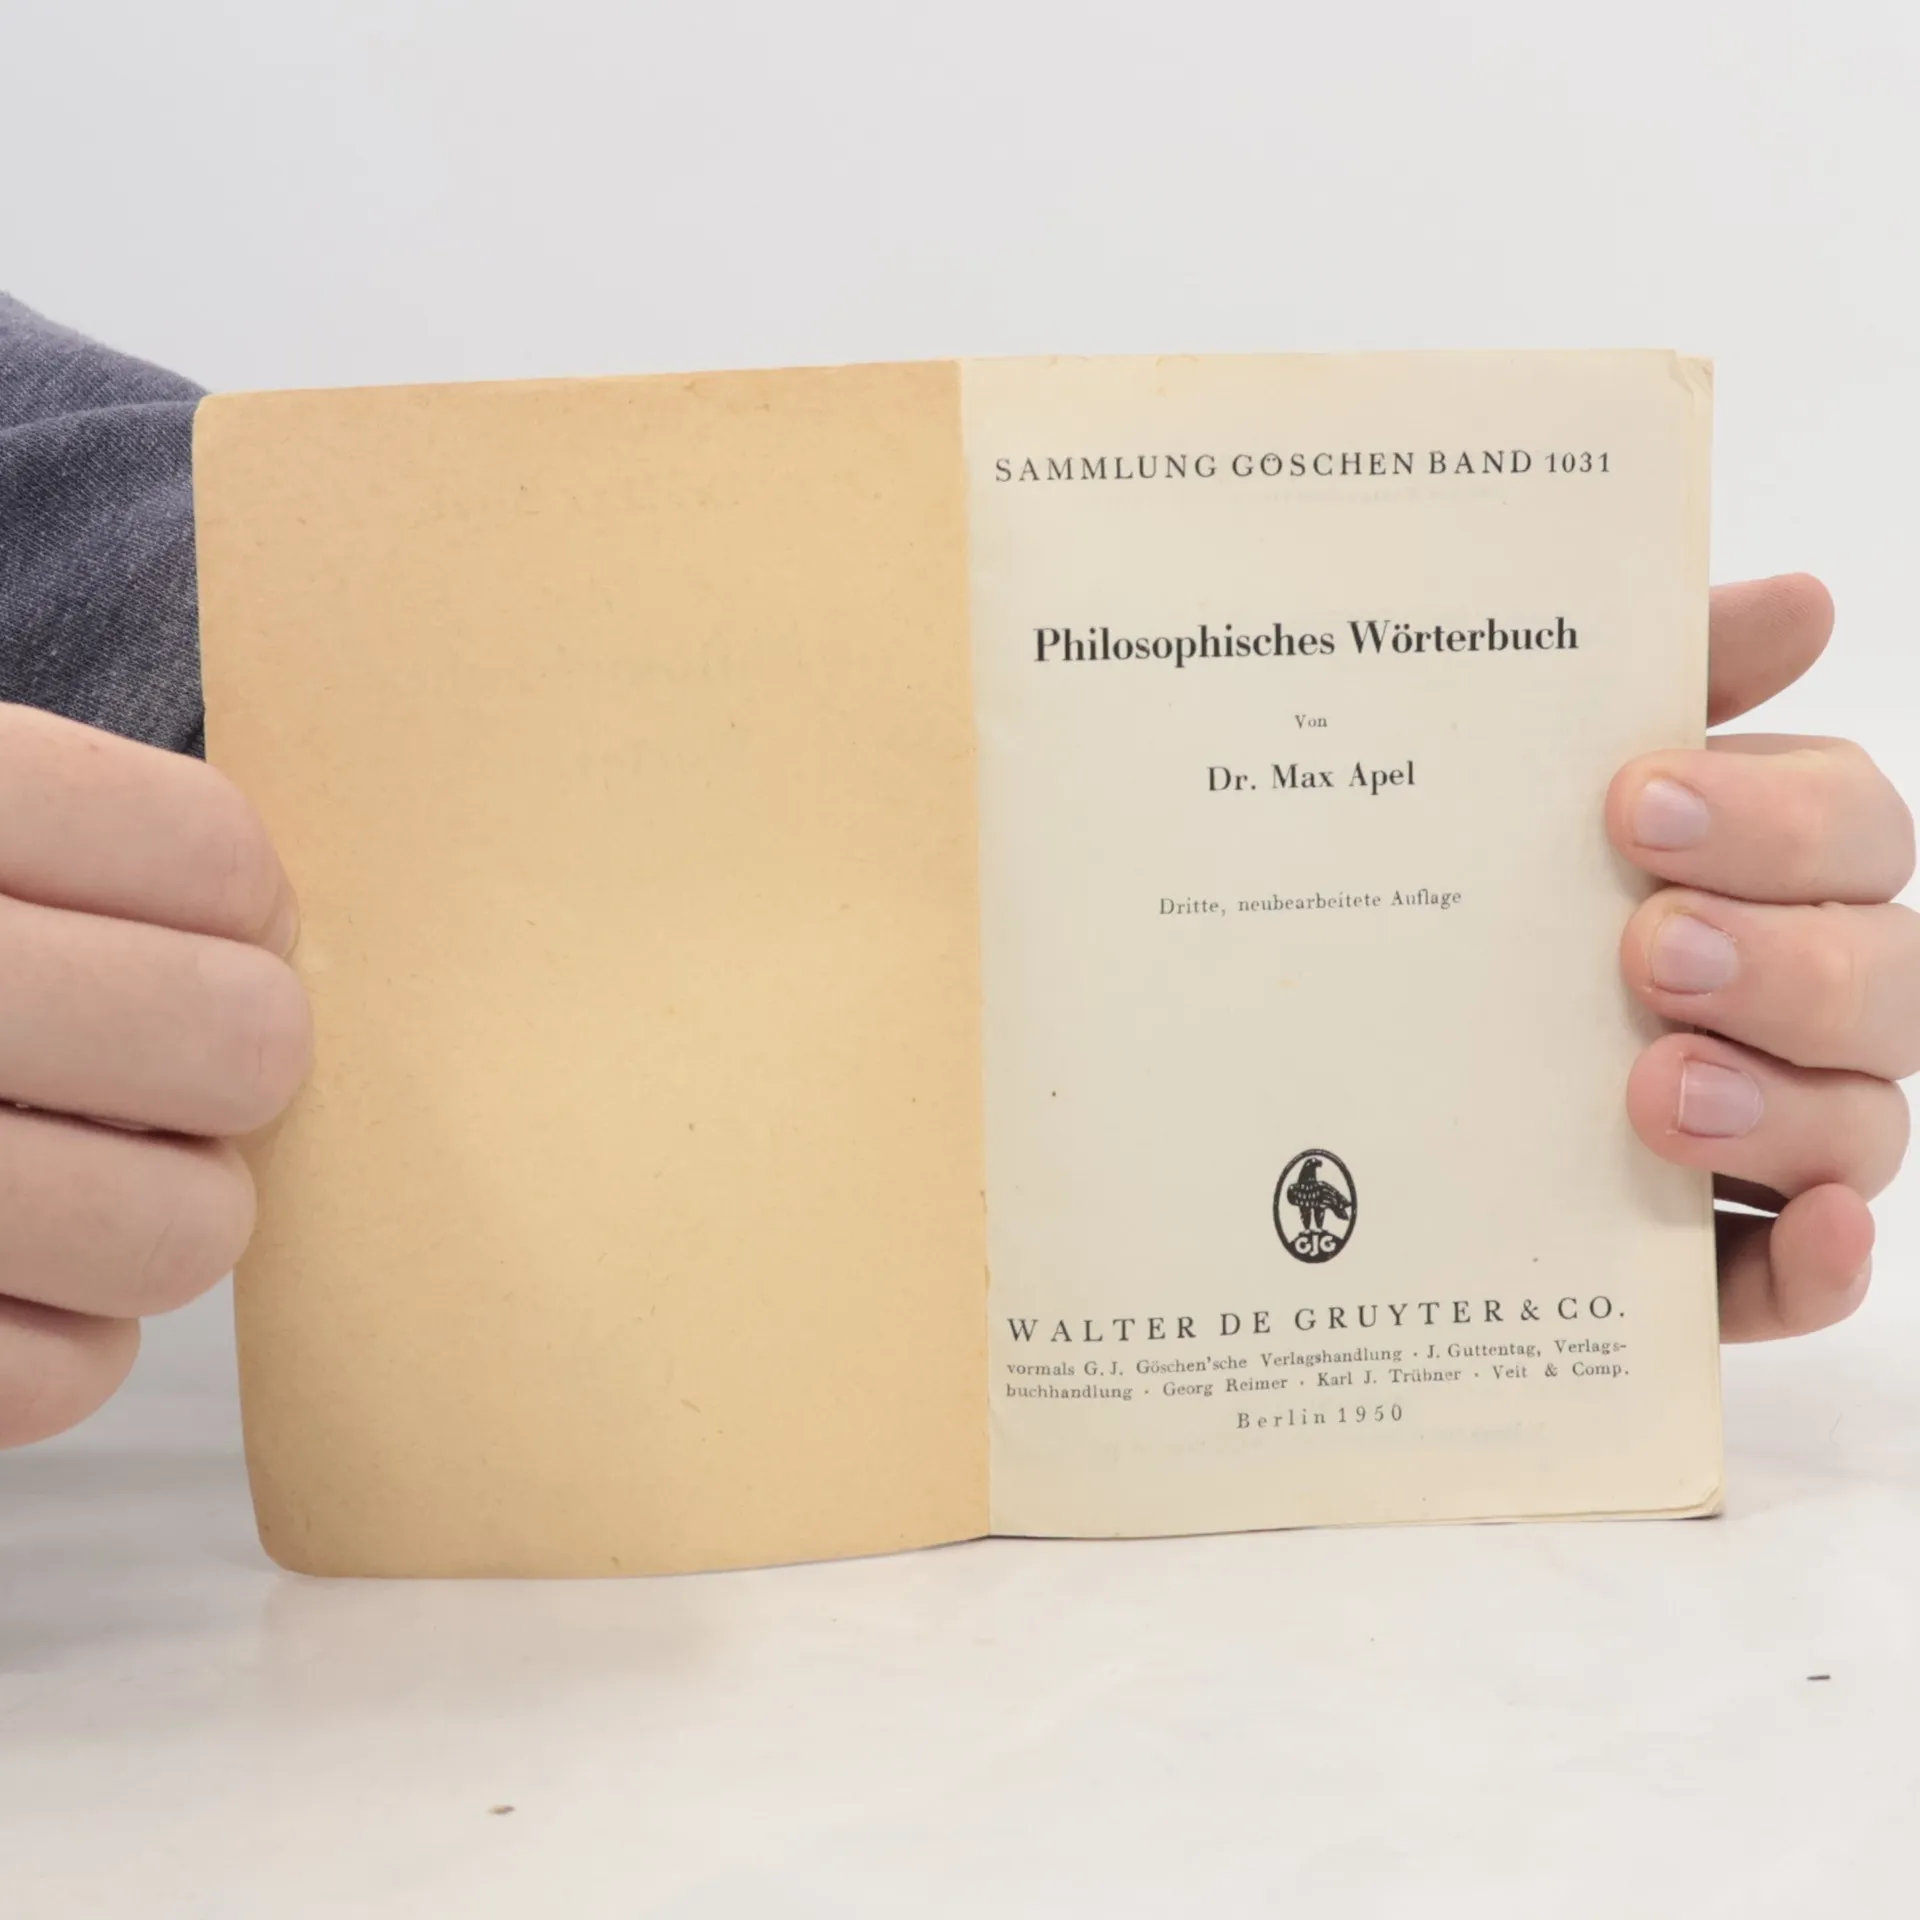 SAMMLUNG GÖSCHEN BAND 1031
Philosophisches Wörterbuch
Von
Dr. Max Apel
Dritte, neubearbeitete Auflage
GJG
WALTER DE GRUYTER & CO.
vormals G. J. Göschen'sche Verlagshandlung · J. Guttentag, Verlags-
buchhandlung · Georg Reimer · Karl J. Trübner · Veit & Comp.
Berlin 1950